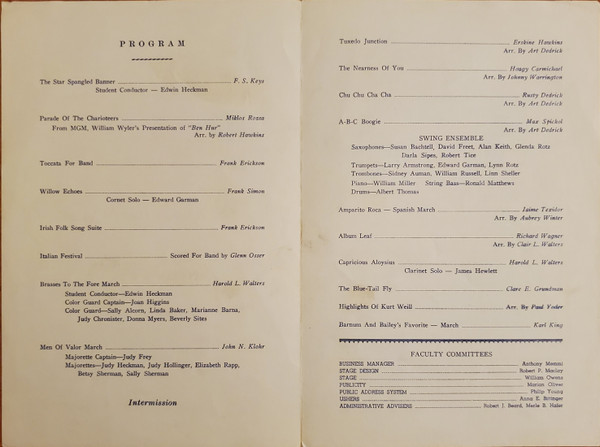 PROGRAM
The Star Spangled Banner F. S. Keys
Student Conductor — Edwin Heckman
Parade Of The Charioteers Miklos Rozsa
From MGM, William Wyler's Presentation of "Ben Hur"
Arr. by Robert Hawkins
Toccata For Band Frank Erickson
Willow Echoes Frank Simon
Cornet Solo — Edward Garman
Irish Folk Song Suite Frank Erickson
Italian Festival Scored For Band by Glenn Osser
Brasses To The Fore March Harold L. Walters
Student Conductor—Edwin Heckman
Color Guard Captain—Joan Higgins
Color Guard—Sally Alcorn, Linda Baker, Marianne Barna,
Judy Chronister, Donna Myers, Beverly Sites
Men Of Valor March John N. Klohr
Majorette Captain—Judy Frey
Majorettes—Judy Heckman, Judy Hollinger, Elizabeth Rapp,
Betsy Sherman, Sally Sherman
Intermission
Tuxedo Junction Erskine Hawkins
Arr. By Art Dedrick
The Nearness Of You Hoagy Carmichael
Arr. By Johnny Warrington
Chu Chu Cha Cha Rusty Dedrick
Arr. By Art Dedrick
A-B-C Boogie Max Spickol
Arr. By Art Dedrick
SWING ENSEMBLE
Saxophones—Susan Bachtell, David Freet, Alan Keith, Glenda Rotz
Darla Sipes, Robert Tice
Trumpets—Larry Armstrong, Edward Garman, Lynn Rotz
Trombones—Sidney Auman, William Russell, Linn Sheller
Piano—William Miller String Bass—Ronald Matthews
Drums—Albert Thomas
Amparito Roca — Spanish March Jaime Texidor
Arr. By Aubrey Winter
Album Leaf Richard Wagner
Arr. By Clair L. Walters
Capricious Aloysius Harold L. Walters
Clarinet Solo — James Hewlett
The Blue-Tail Fly Clare E. Grundman
Highlights Of Kurt Weill Arr. By Paul Yoder
Barnum And Bailey's Favorite — March Karl King
FACULTY COMMITTEES
BUSINESS MANAGER Anthony
STAGE DESIGN Robert P.
STAGE William Owens
PUBLICITY Marion Oliver
PUBLIC ADDRESS SYSTEM Philip Young
USHERS Anna E.
ADMINISTRATIVE ADVISERS Robert J. Beard, Merle B.